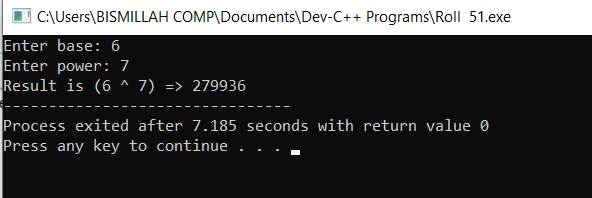 C:\Users\BISMILLAH COMP\Documents\Dev-C++ Programs\Roll  51.exe
Enter base: 6
Enter power: 7
Result is (6 ^ 7) => 279936
--------------------------------
Process exited after 7.185 seconds with return value 0
Press any key to continue . . .